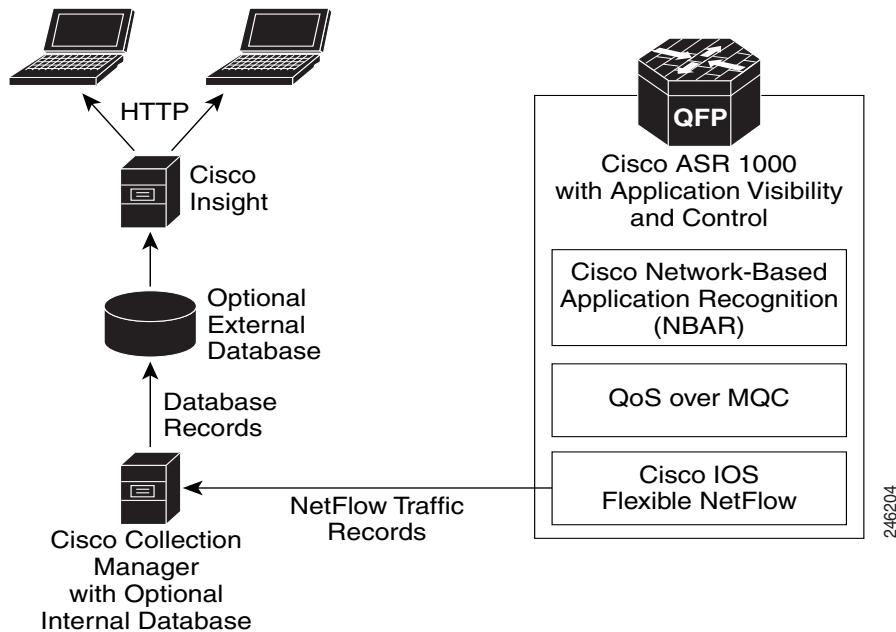 HTTP
Cisco
Insight
Optional
External
Database
Database
Records
Cisco Collection
Manager
with Optional
Internal Database
NetFlow Traffic
Records
QFP
Cisco ASR 1000
with Application Visibility
and Control
Cisco Network-Based
Application Recognition
(NBAR)
QoS over MQC
Cisco IOS
Flexible NetFlow
246204